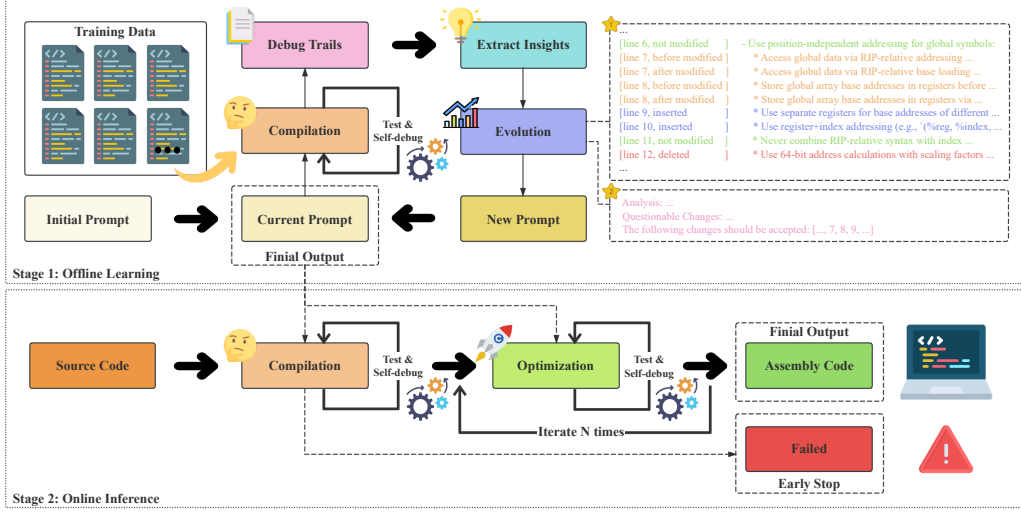 Training Data
Debug Trails
Extract Insights
Compilation
Test &
Self-debug
Evolution
Initial Prompt
Current Prompt
New Prompt
Finial Output
Stage 1: Offline Learning
1
...
[line 6, not modified ] - Use position-independent addressing for global symbols:
[line 7, before modified ] * Access global data via RIP-relative addressing ...
[line 7, after modified ] * Access global data via RIP-relative base loading ...
[line 8, before modified ] * Store global array base addresses in registers before ...
[line 8, after modified ] * Store global array base addresses in registers via ...
[line 9, inserted ] * Use separate registers for base addresses of different ...
[line 10, inserted ] * Use register+index addressing (e.g., `(%reg, %index, ...
[line 11, not modified ] * Never combine RIP-relative syntax with index ...
[line 12, deleted ] * Use 64-bit address calculations with scaling factors ...
...
2
Analysis: ...
Questionable Changes: ...
The following changes should be accepted: [..., 7, 8, 9, ...]
Source Code
Compilation
Test &
Self-debug
C
Optimization
Test &
Self-debug
Iterate N times
Finial Output
Assembly Code
Failed
Early Stop
Stage 2: Online Inference